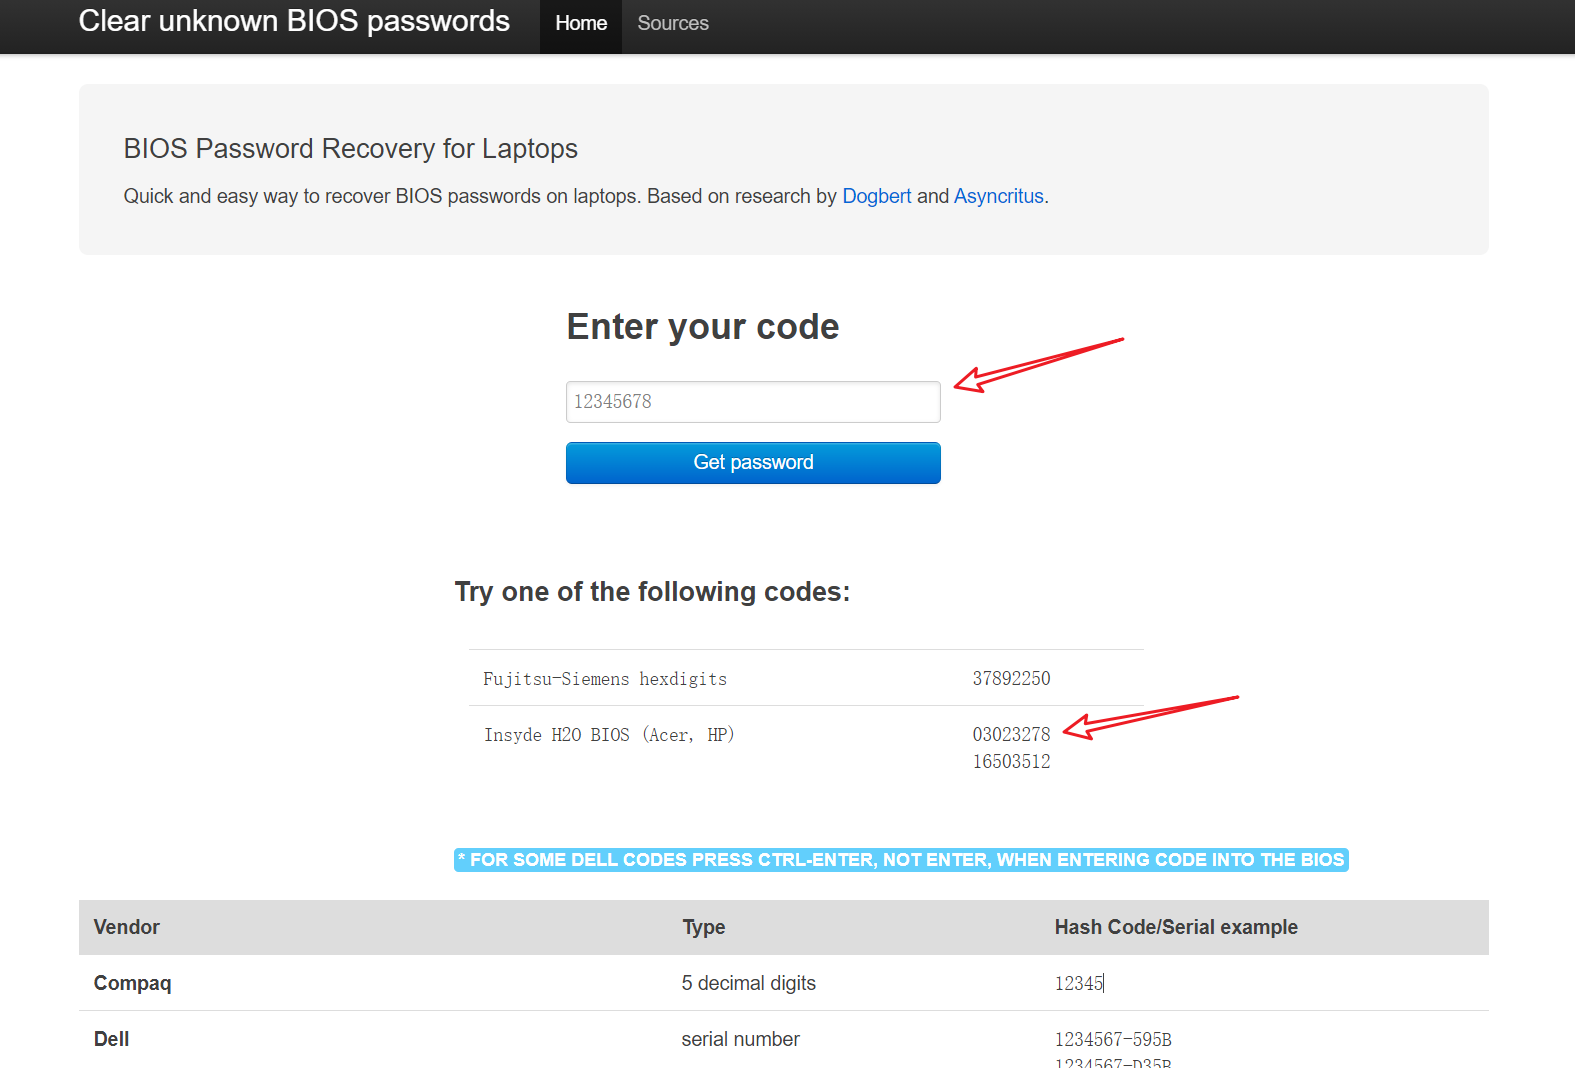 Clear unknown BIOS passwords Home Sources
BIOS Password Recovery for Laptops
Quick and easy way to recover BIOS passwords on laptops. Based on research by Dogbert and Asyncritus.
Enter your code
12345678
Get password
Try one of the following codes:
Fujitsu-Siemens hexdigits 37892250
Insyde H2O BIOS (Acer, HP) 03023278
16503512
* FOR SOME DELL CODES PRESS CTRL-ENTER, NOT ENTER, WHEN ENTERING CODE INTO THE BIOS
Vendor Type Hash Code/Serial example
Compaq 5 decimal digits 12345
Dell serial number 1234567-595B
1234567-D35B